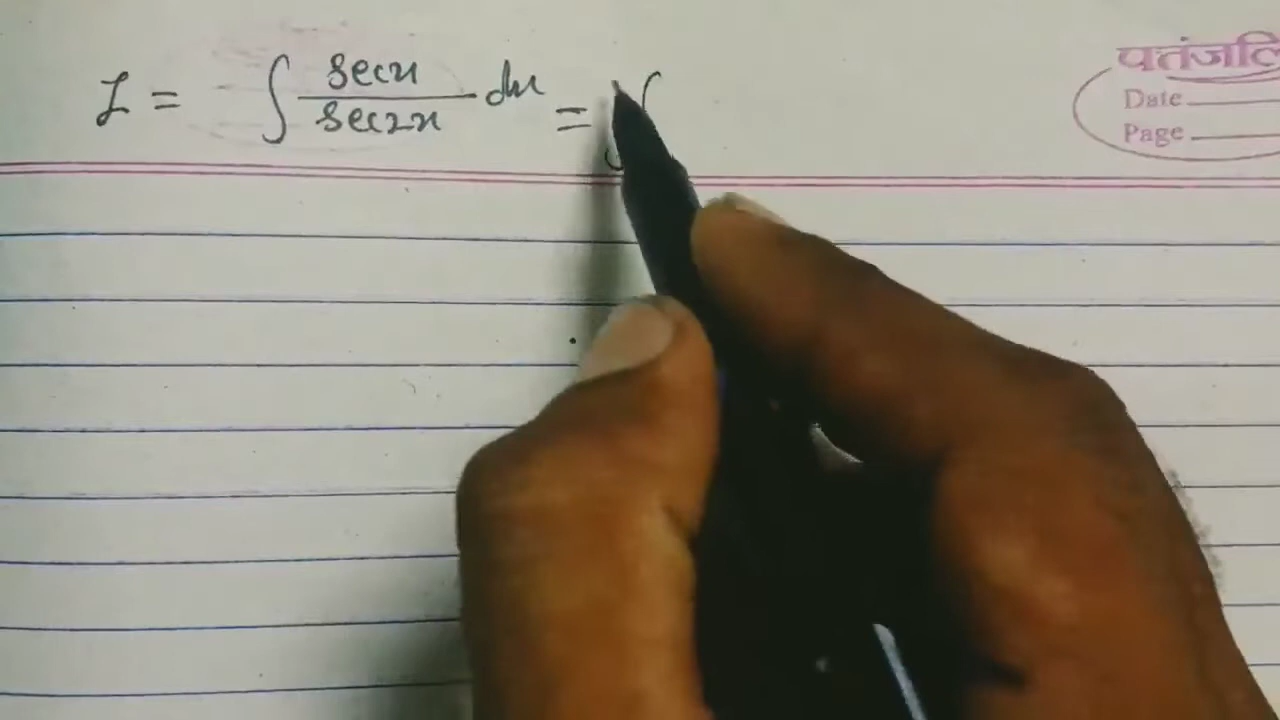 I = ∫ secx/sec2x dx = ∫
पतंजलि
Date
Page